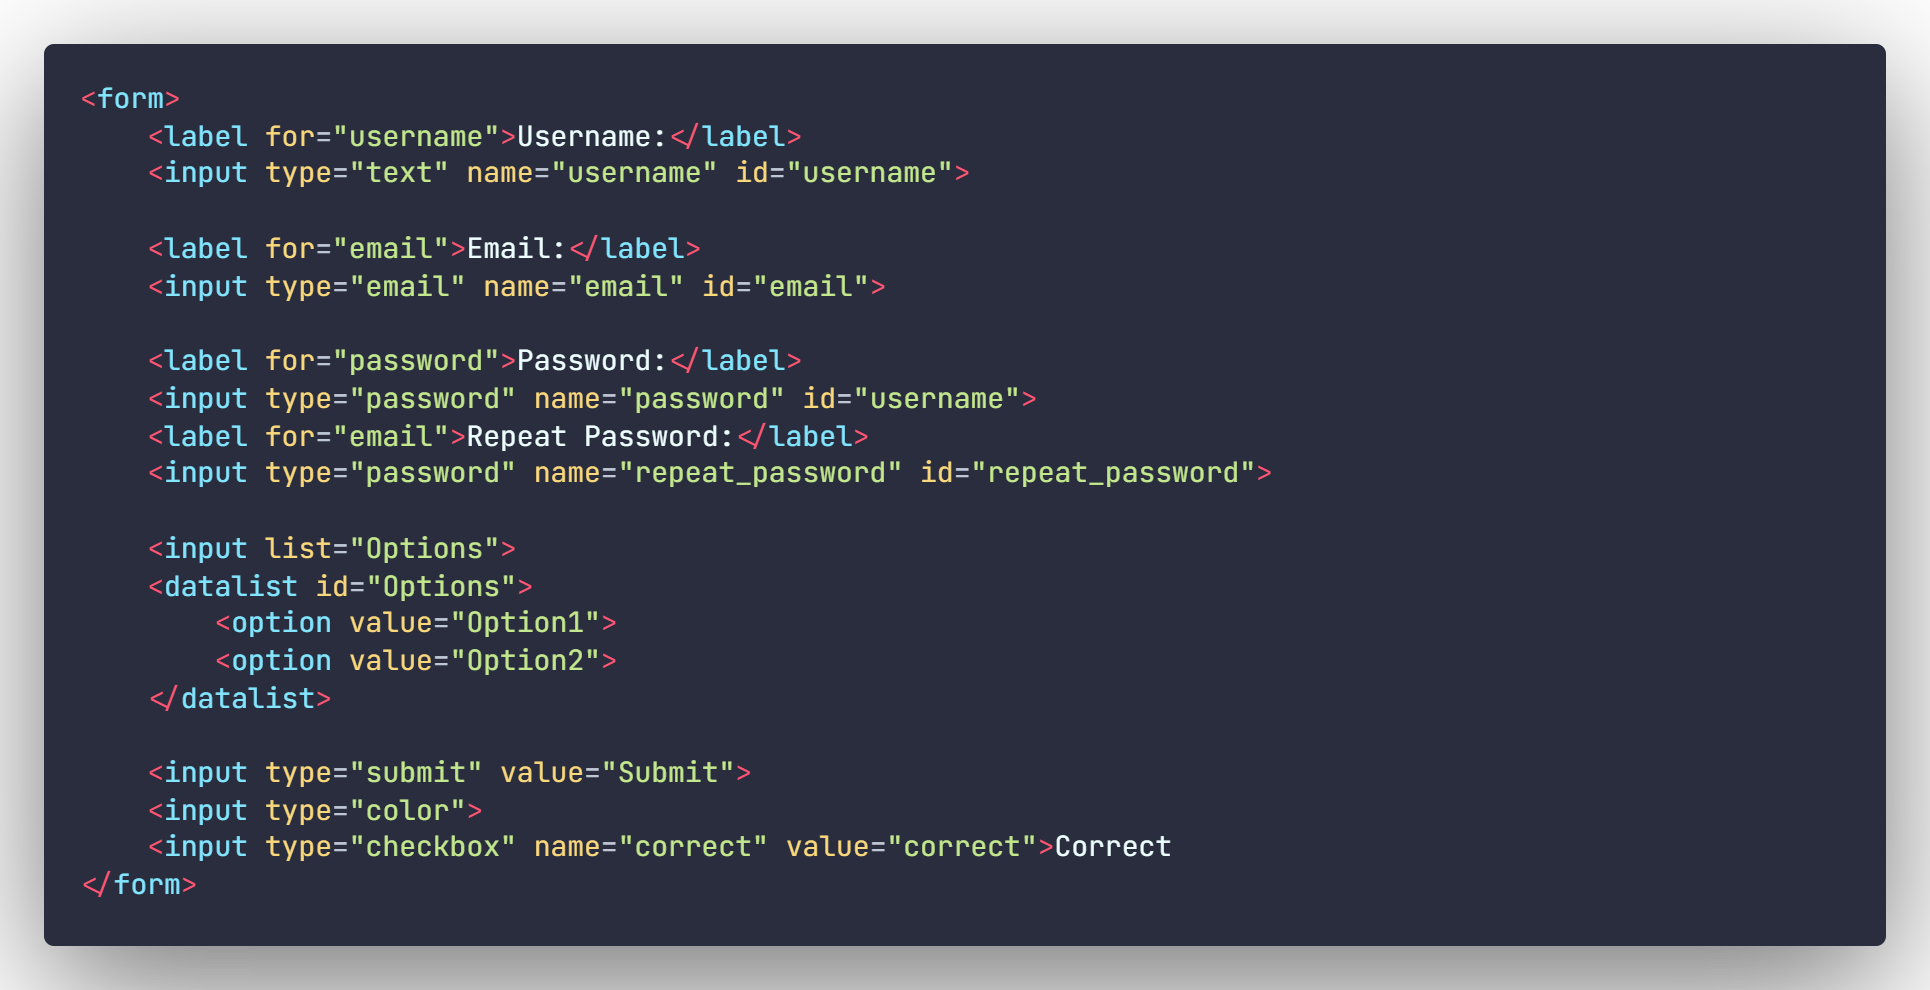 <form>
    <label for="username">Username:</label>
    <input type="text" name="username" id="username">

    <label for="email">Email:</label>
    <input type="email" name="email" id="email">

    <label for="password">Password:</label>
    <input type="password" name="password" id="username">
    <label for="email">Repeat Password:</label>
    <input type="password" name="repeat_password" id="repeat_password">

    <input list="Options">
    <datalist id="Options">
        <option value="Option1">
        <option value="Option2">
    </datalist>

    <input type="submit" value="Submit">
    <input type="color">
    <input type="checkbox" name="correct" value="correct">Correct
</form>